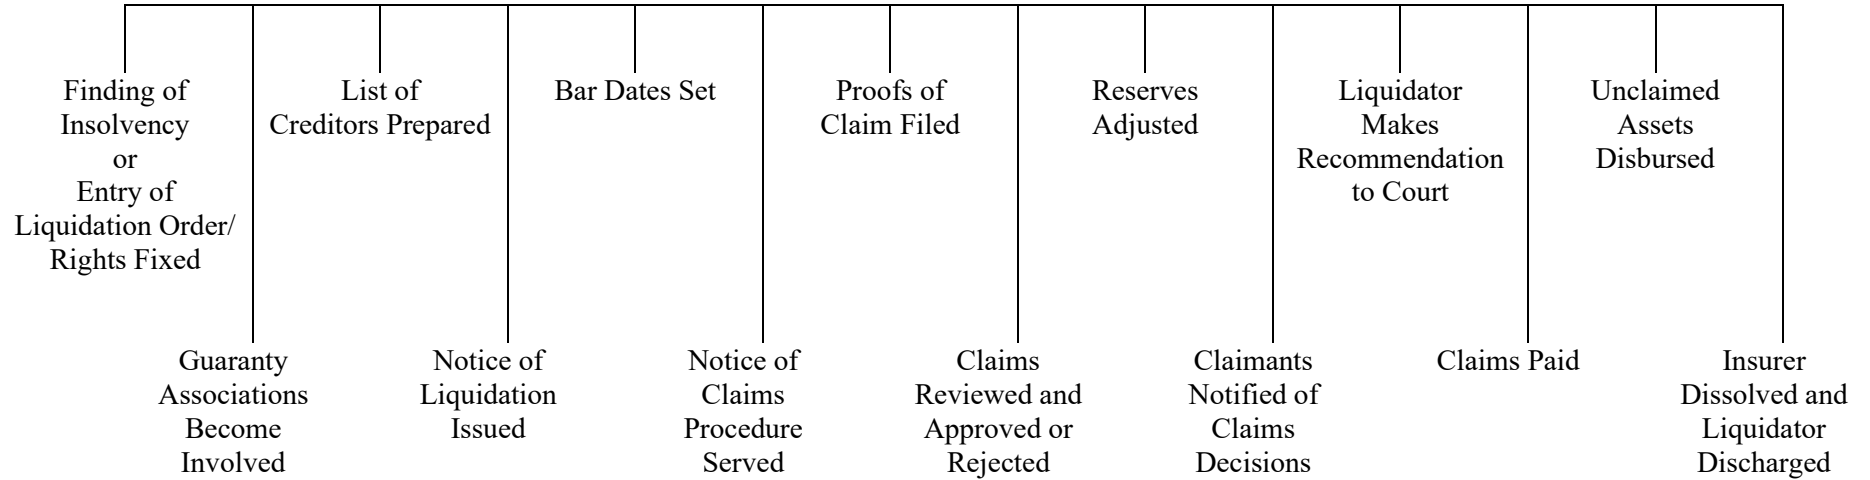 Finding of
Insolvency
or
Entry of
Liquidation Order/
Rights Fixed
Guaranty
Associations
Become
Involved
List of
Creditors Prepared
Notice of
Liquidation
Issued
Bar Dates Set
Notice of
Claims
Procedure
Served
Proofs of
Claim Filed
Claims
Reviewed and
Approved or
Rejected
Reserves
Adjusted
Claimants
Notified of
Claims
Decisions
Liquidator
Makes
Recommendation
to Court
Claims Paid
Unclaimed
Assets
Disbursed
Insurer
Dissolved and
Liquidator
Discharged